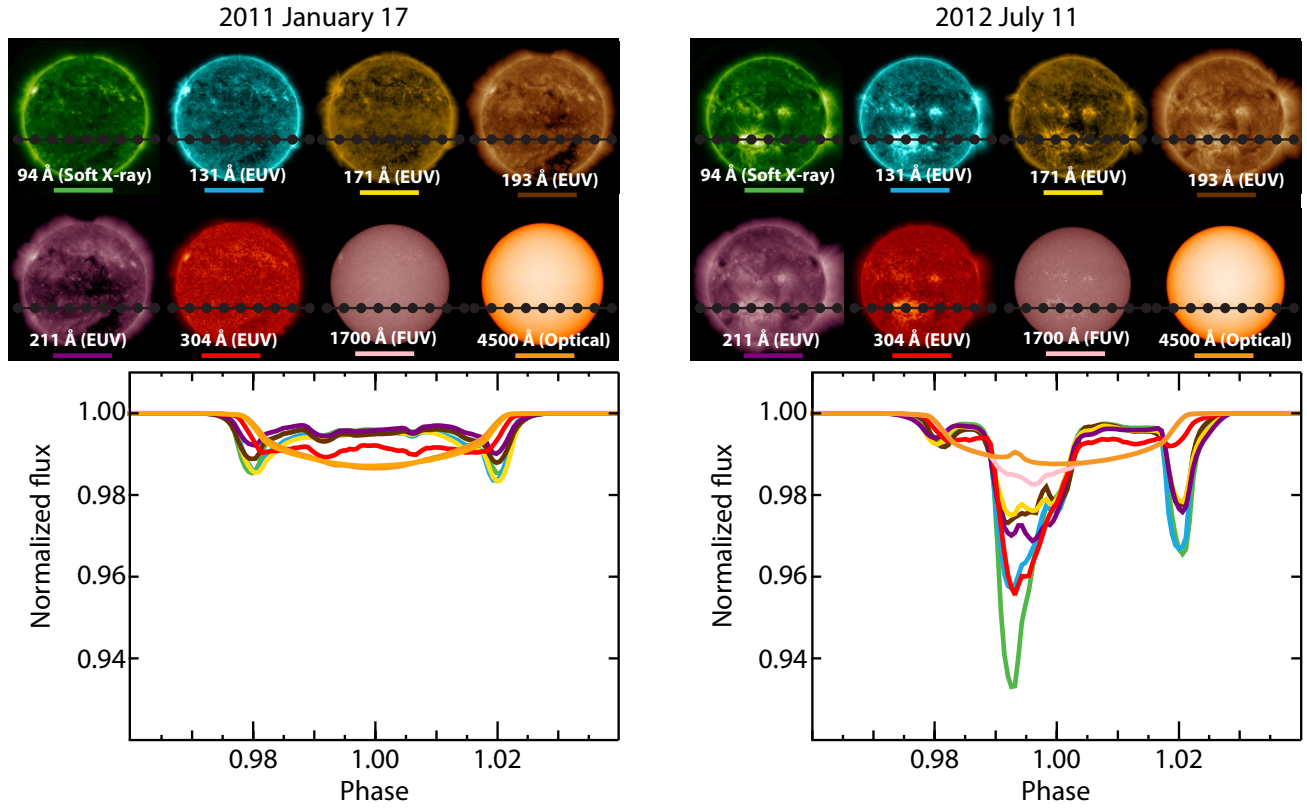 2011 January 17
94 Å (Soft X-ray) 131 Å (EUV) 171 Å (EUV) 193 Å (EUV)
211 Å (EUV) 304 Å (EUV) 1700 Å (FUV) 4500 Å (Optical)
Normalized flux
1.00
0.98
0.96
0.94
0.98 1.00 1.02
Phase
2012 July 11
94 Å (Soft X-ray) 131 Å (EUV) 171 Å (EUV) 193 Å (EUV)
211 Å (EUV) 304 Å (EUV) 1700 Å (FUV) 4500 Å (Optical)
Normalized flux
1.00
0.98
0.96
0.94
0.98 1.00 1.02
Phase